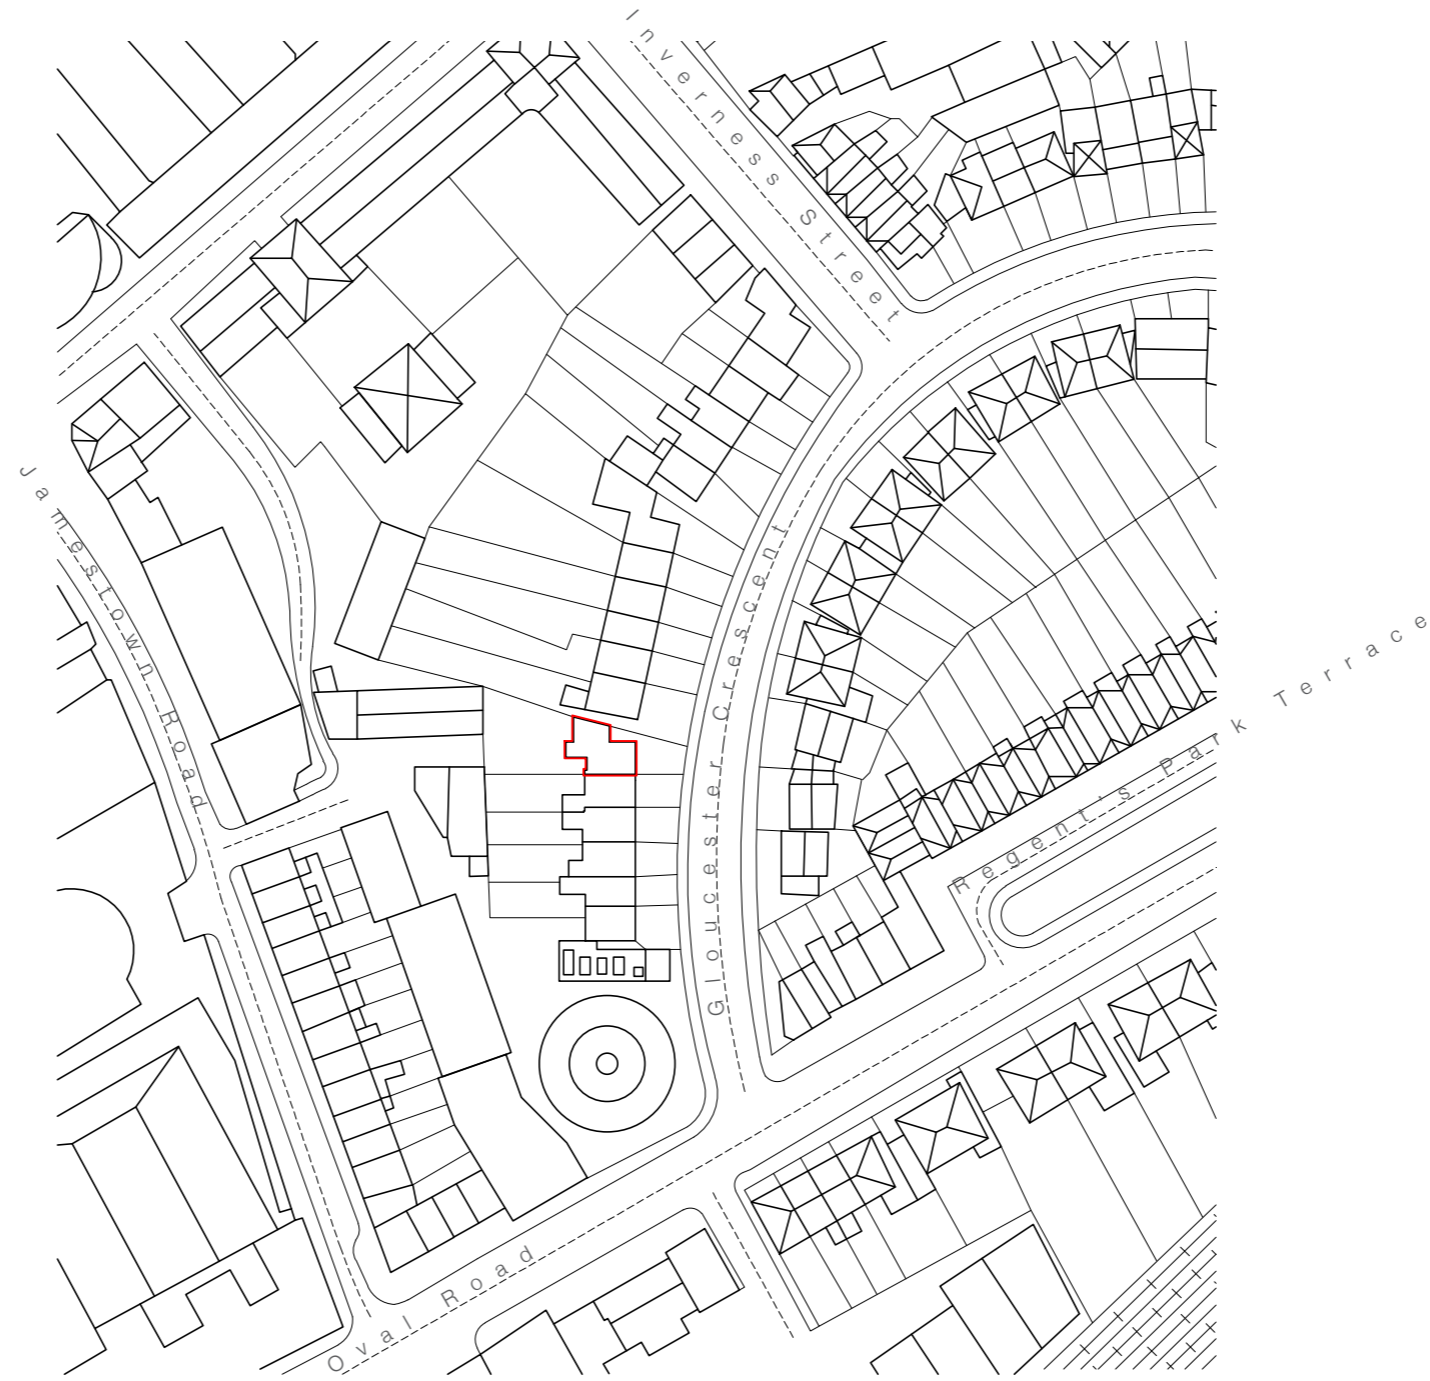 Inverness Street
Jamestown Road
Gloucester Crescent
Regent's Park Terrace
Oval Road